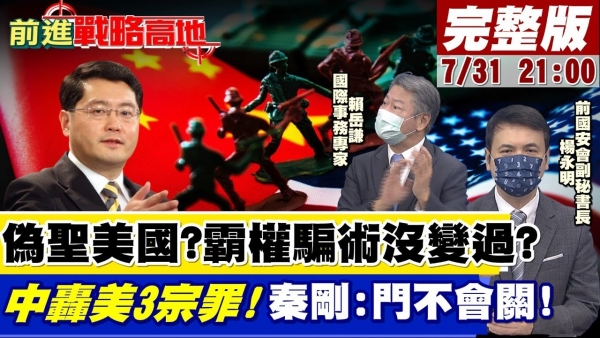 前進戰略高地
完整版
7/31 21:00
賴岳謙
國際事務專家
前國安會副秘書長
楊永明
偽聖美國?霸權騙術沒變過?
中轟美3宗罪!秦剛:門不會關!